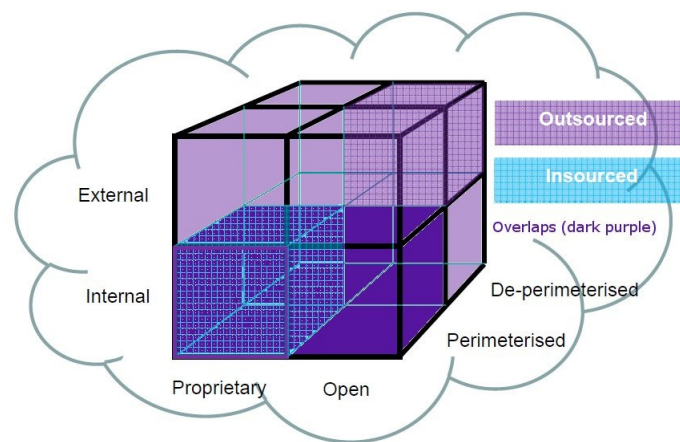 Outsourced
External
Insourced
Overlaps (dark purple)
Internal
De-perimeterised
Perimeterised
Proprietary
Open